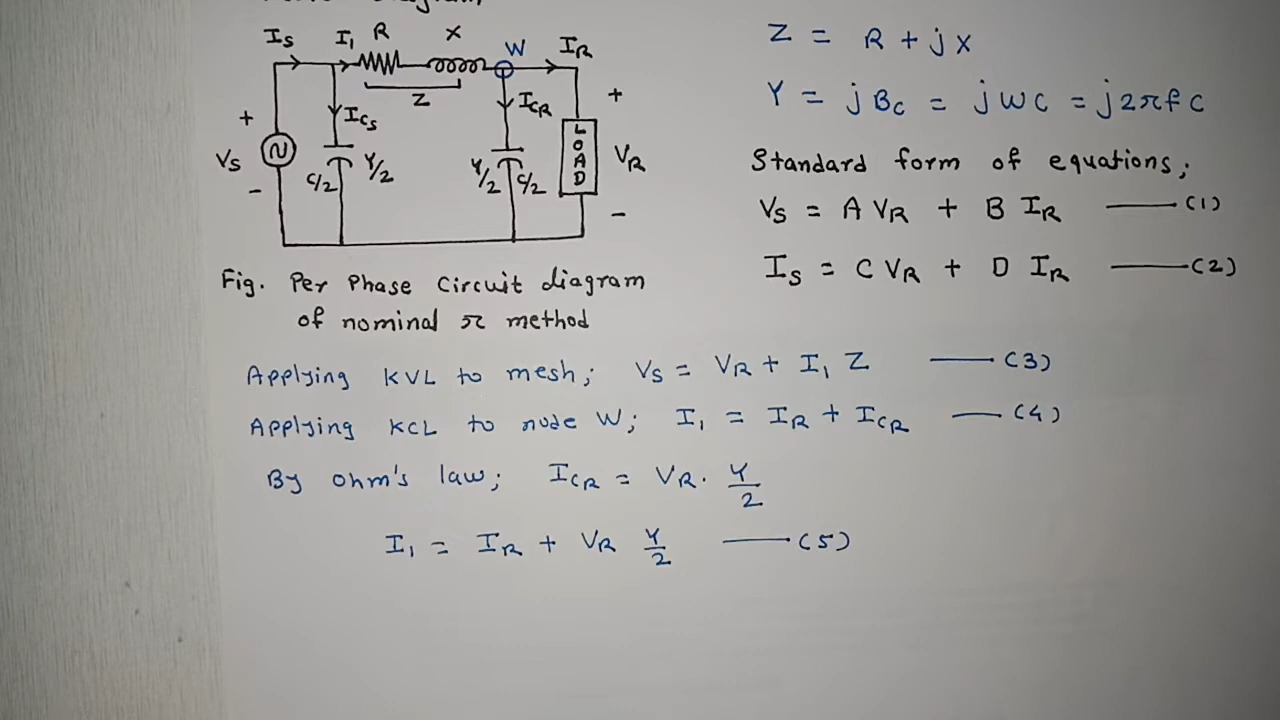 Is I1 R X W IR
Z
+ ICs ICR +
Vs Y/2 Y/2 LOAD VR
C/2 C/2
- -
Fig. Per Phase Circuit diagram
of nominal π method
Z = R + jX
Y = jBc = jωC = j2πfC
Standard form of equations;
Vs = A VR + B IR ——(1)
Is = C VR + D IR ——(2)
Applying KVL to mesh; Vs = VR + I1 Z ——(3)
Applying KCL to node W; I1 = IR + ICR ——(4)
By ohm's law; ICR = VR. Y/2
I1 = IR + VR Y/2 ——(5)